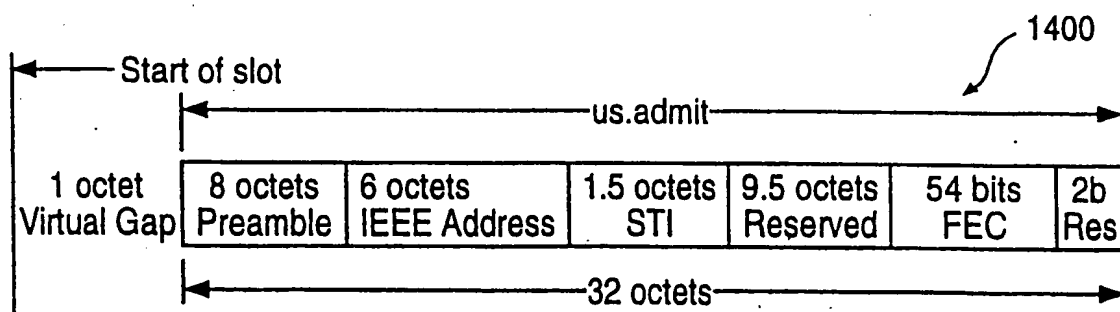 1400
Start of slot
us.admit
1 octet
Virtual Gap
8 octets
Preamble
6 octets
IEEE Address
1.5 octets
STI
9.5 octets
Reserved
54 bits
FEC
2b
Res
32 octets